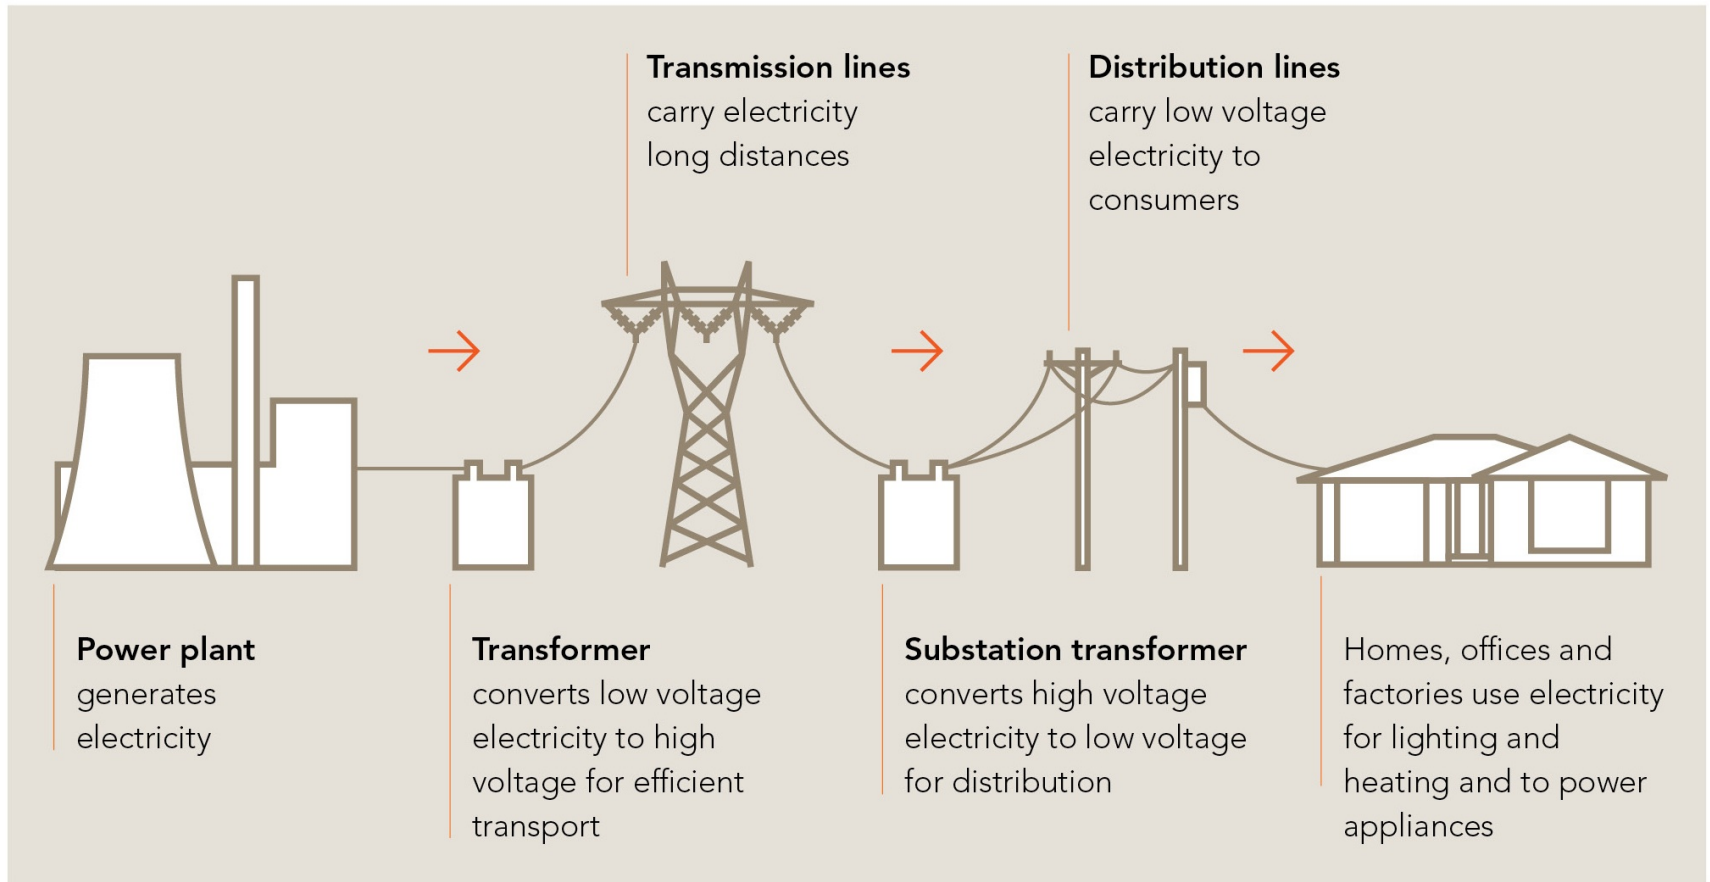 Transmission lines
carry electricity
long distances
Distribution lines
carry low voltage
electricity to
consumers
Power plant
generates
electricity
Transformer
converts low voltage
electricity to high
voltage for efficient
transport
Substation transformer
converts high voltage
electricity to low voltage
for distribution
Homes, offices and
factories use electricity
for lighting and
heating and to power
appliances